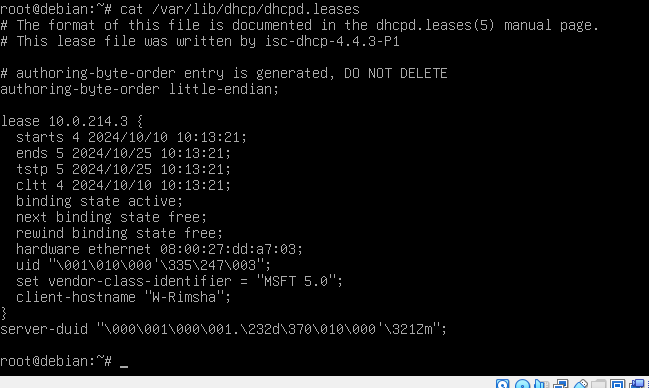 root@debian:~# cat /var/lib/dhcp/dhcpd.leases
# The format of this file is documented in the dhcpd.leases(5) manual page.
# This lease file was written by isc-dhcp-4.4.3-P1
# authoring-byte-order entry is generated, DO NOT DELETE
authoring-byte-order little-endian;
lease 10.0.214.3 {
starts 4 2024/10/10 10:13:21;
ends 5 2024/10/25 10:13:21;
tstp 5 2024/10/25 10:13:21;
cltt 4 2024/10/10 10:13:21;
binding state active;
next binding state free;
rewind binding state free;
hardware ethernet 08:00:27:dd:a7:03;
uid "\001\010\000'\335\247\003";
set vendor-class-identifier = "MSFT 5.0";
client-hostname "W-Rimsha";
}
server-duid "\000\001\000\001.\232d\370\010\000'\321Zm";
root@debian:~# _